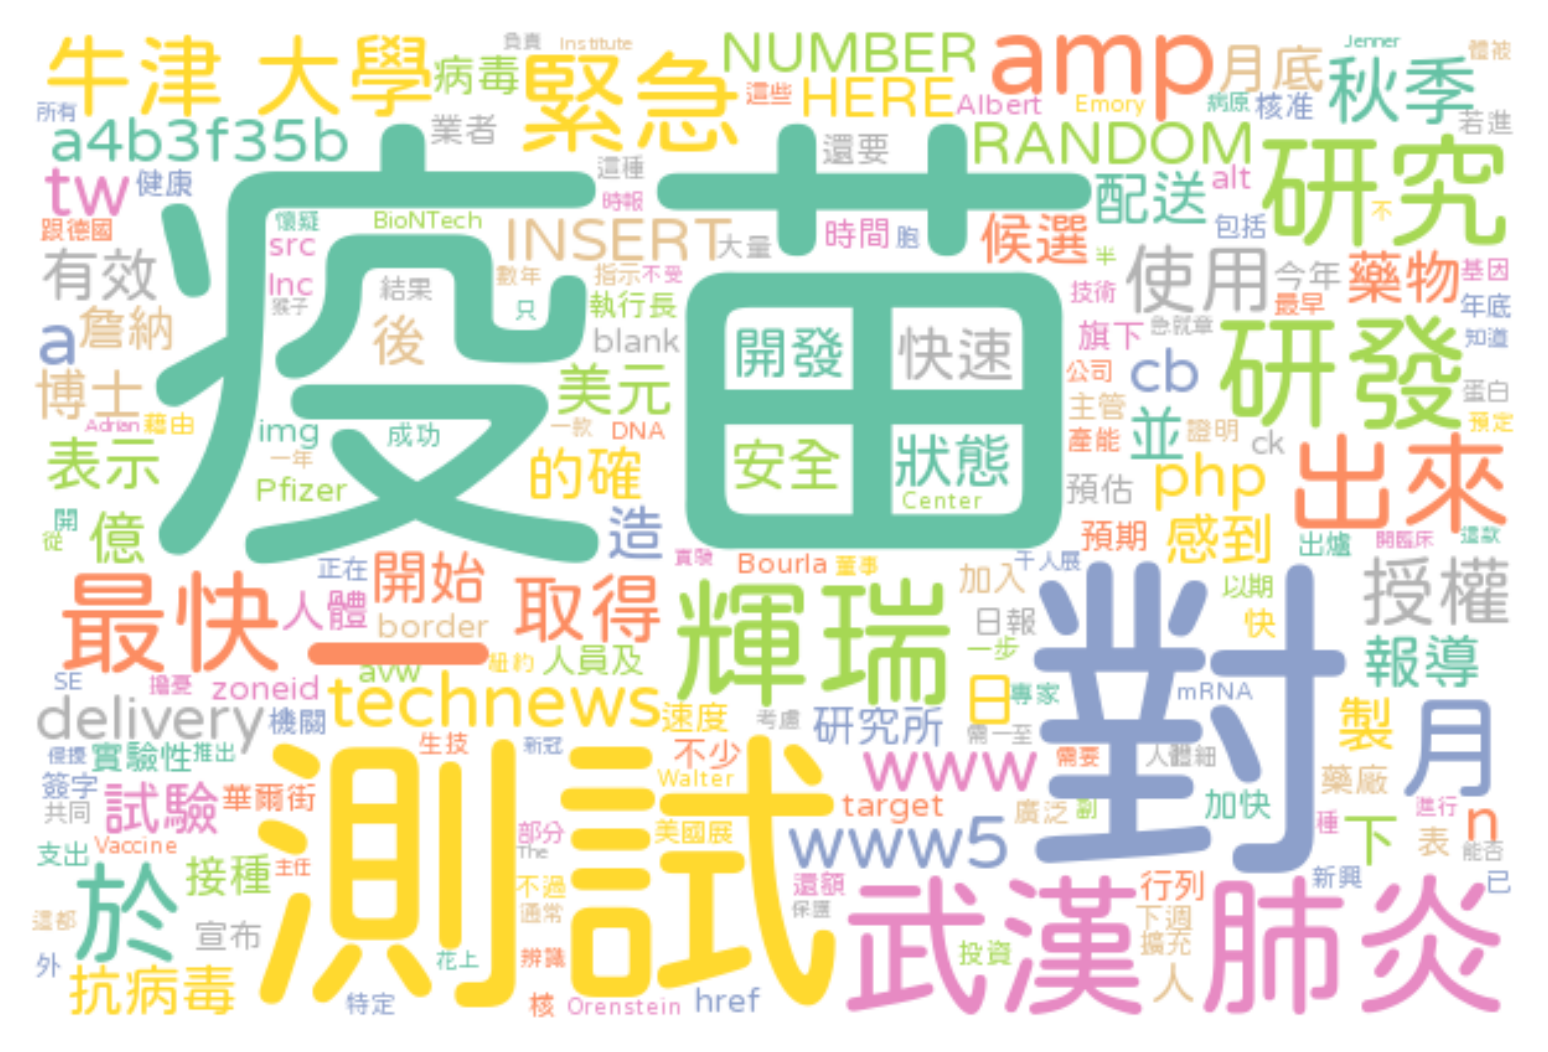 負責 Institute
Jenner
牛津 大學 病毒 緊急 NUMBER amp 月底 秋季 體被
所有
這些 HERE Albert Emory 病原 核准
a4b3f35b 業者 還要 RANDOM 若進
tw 健康 這種 配送 alt 研究
時報
跟德國 懷疑 BioNTech INSERT 大量 時間 胞 候選 包括 不
src
半
有效 Inc 結果 數年 指示 不受 技術 使用 今年 藥物 基因
猴子 只 執行長 最早 年底
疫苗
a 詹納 後 blank 開發 快速 旗下 急就章 知道
博士 美元 公司 cb 研發 蛋白
主管
Adrian 藉由 img 成功 一款 DNA 產能 並 證明 ck 預定
表示 一年 的確 安全 狀態 php 出來
Pfizer Center 預估
開
從 億 造 預期 感到 出爐 開臨床 這款
實發
正在 開始 Bourla 董事 千人展
最快 人體 取得 輝瑞 加入 對 以期 授權
border 日報 快
一 avw 紐約 人員及 一步 報導
SE 擔憂 zoneid technews 日 專家 mRNA
delivery 機關 速度 考慮 研究所 需一至 製 月
侵擾 實驗性 推出 生技 新冠 不少 www 需要 人體細
簽字 Walter 藥廠
共同 試驗 華爾街 測試 target 廣泛 劃 加快 進行
Vaccine 部分 美國展 www5 種 下 表 n
支出 The 能否
於 接種 主任 不過 還額 行列 新興 已
這都 宣布 通常 保護 武漢肺炎 下週
外 花上 辨識 投資 擴充
抗病毒 特定 核 Orenstein href 人